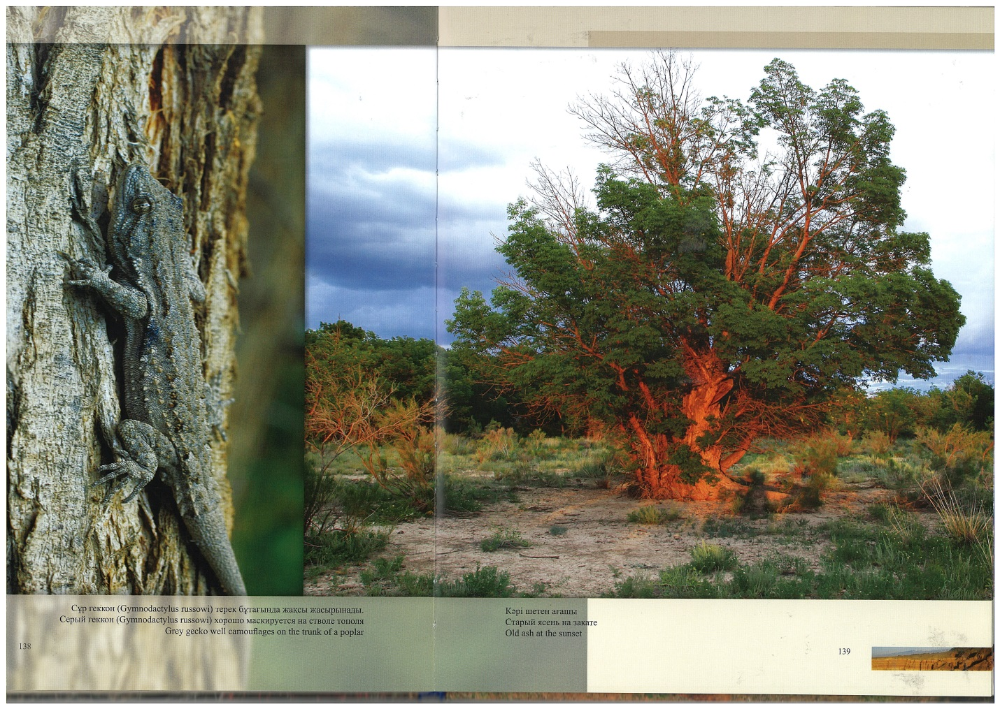 Сұр геккон (Gymnodactylus russowi) терек бұтағында жақсы жасырынады.
Серый геккон (Gymnodactylus russowi) хорошо маскируется на стволе тополя
Grey gecko well camouflages on the trunk of a poplar
138
Кәрі шетен ағашы
Старый ясень на закате
Old ash at the sunset
139